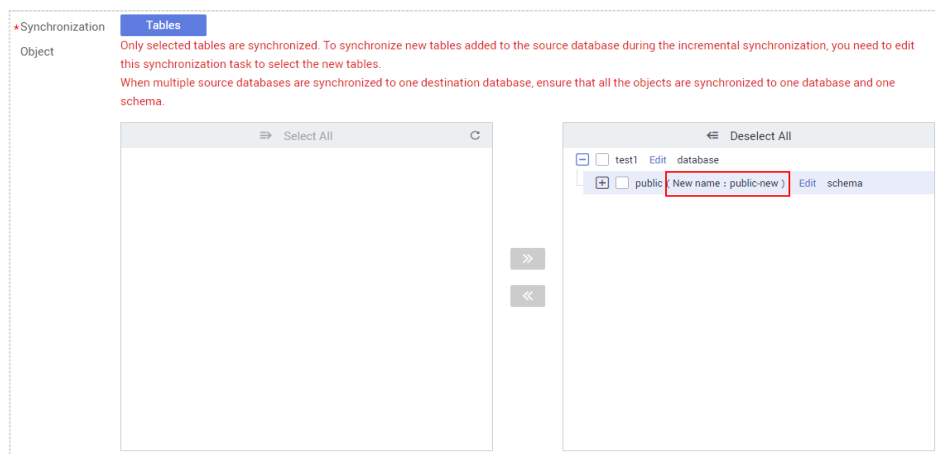 *Synchronization Object
Tables
Only selected tables are synchronized. To synchronize new tables added to the source database during the incremental synchronization, you need to edit
this synchronization task to select the new tables.
When multiple source databases are synchronized to one destination database, ensure that all the objects are synchronized to one database and one
schema.
Select All
Deselect All
test1 Edit database
public ( New name : public-new ) Edit schema